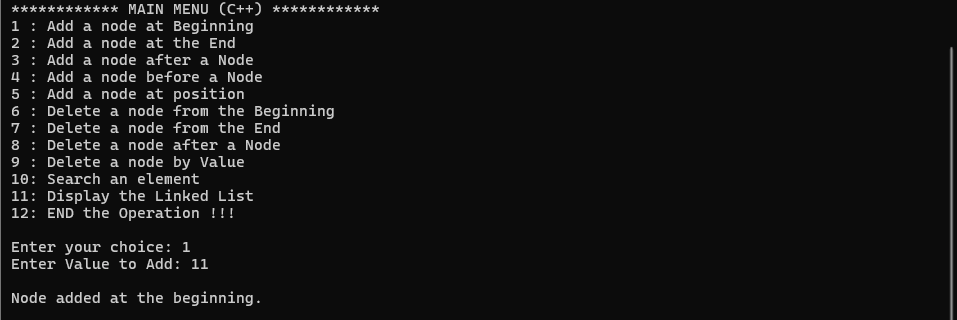 ************ MAIN MENU (C++) ************
1 : Add a node at Beginning
2 : Add a node at the End
3 : Add a node after a Node
4 : Add a node before a Node
5 : Add a node at position
6 : Delete a node from the Beginning
7 : Delete a node from the End
8 : Delete a node after a Node
9 : Delete a node by Value
10: Search an element
11: Display the Linked List
12: END the Operation !!!
Enter your choice: 1
Enter Value to Add: 11
Node added at the beginning.